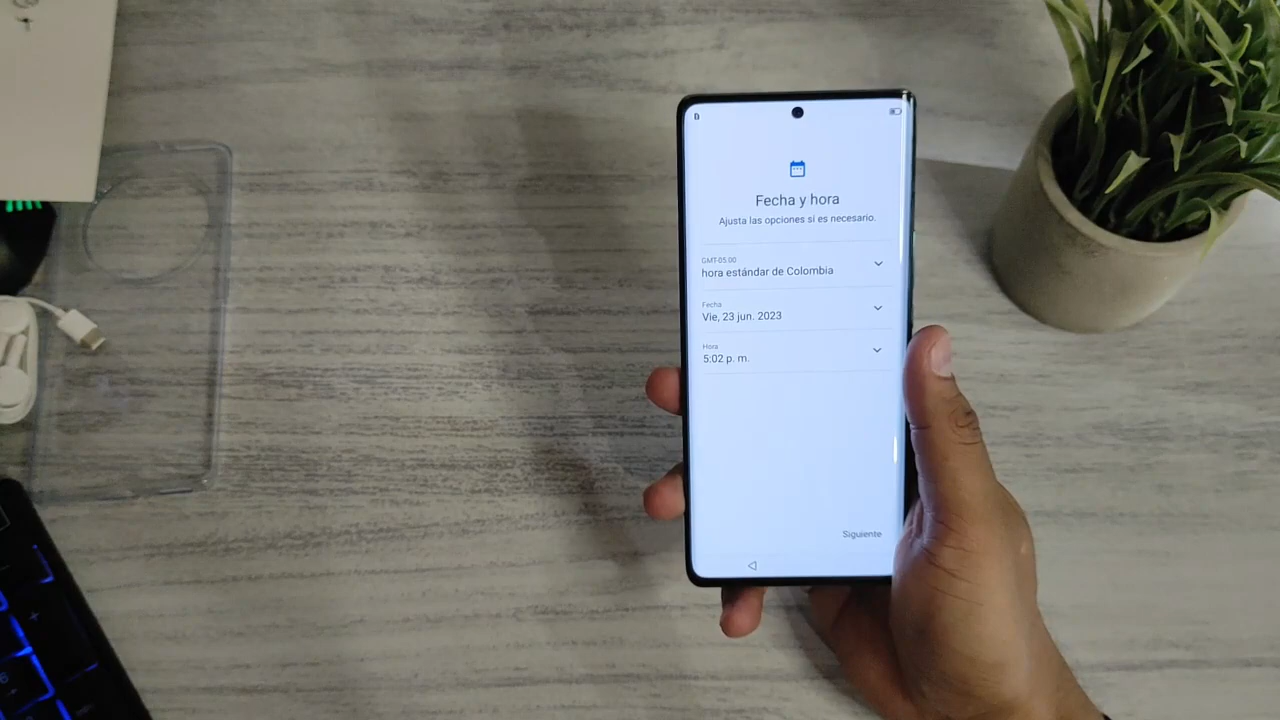 Fecha y hora
Ajusta las opciones si es necesario.
GMT-05:00
hora estándar de Colombia
Fecha
Vie, 23 jun. 2023
Hora
5:02 p. m.
Siguiente